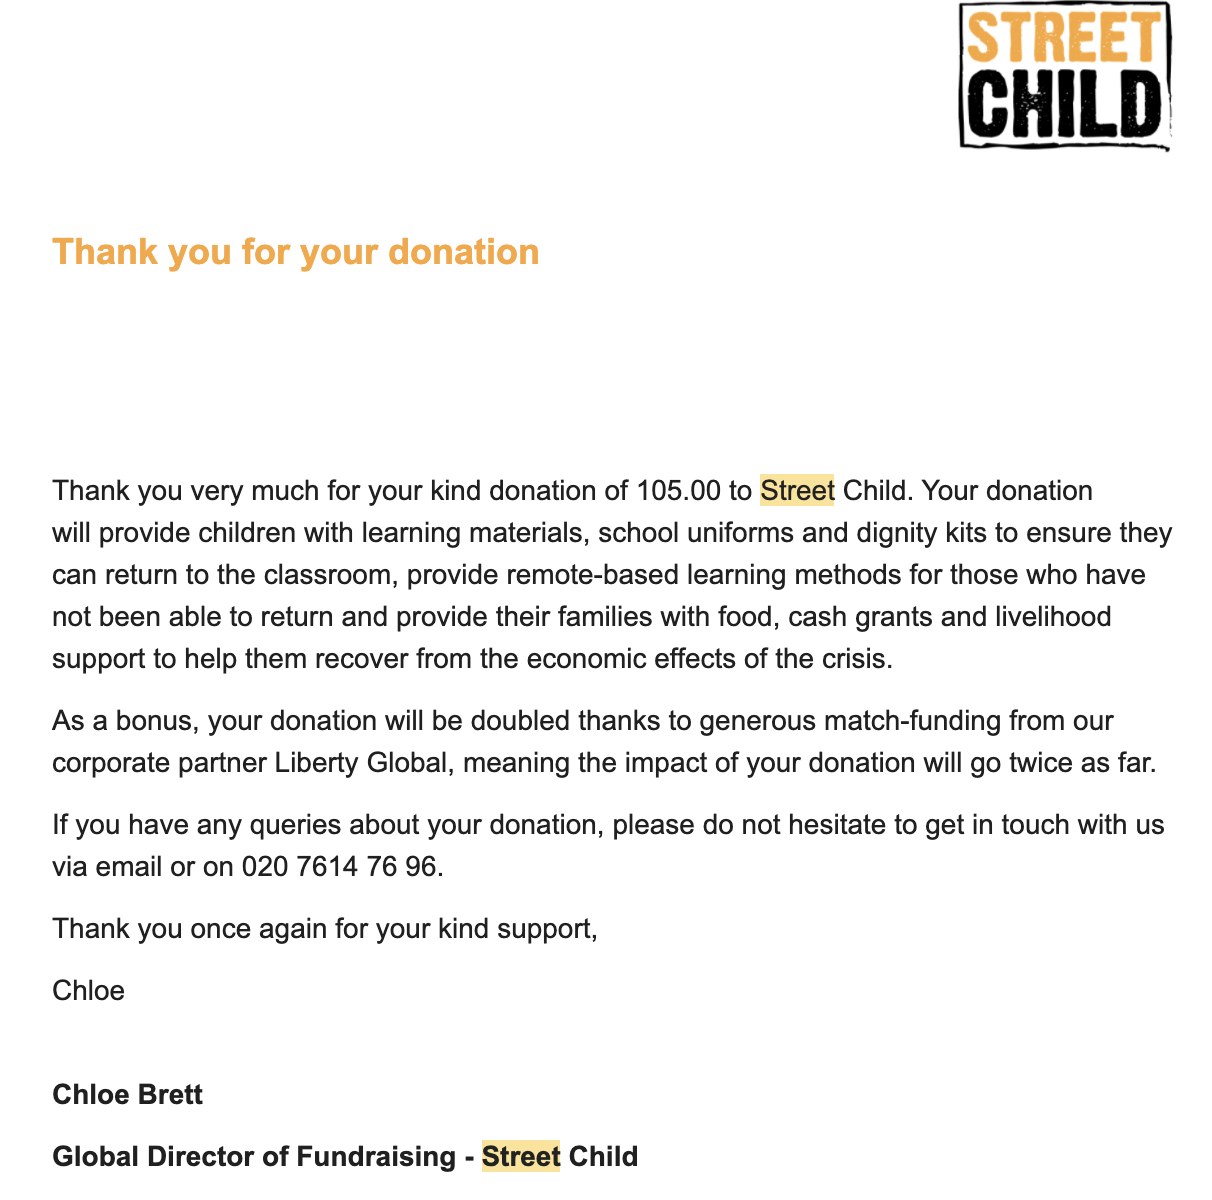 STREET
CHILD
Thank you for your donation
Thank you very much for your kind donation of 105.00 to Street Child. Your donation
will provide children with learning materials, school uniforms and dignity kits to ensure they
can return to the classroom, provide remote-based learning methods for those who have
not been able to return and provide their families with food, cash grants and livelihood
support to help them recover from the economic effects of the crisis.
As a bonus, your donation will be doubled thanks to generous match-funding from our
corporate partner Liberty Global, meaning the impact of your donation will go twice as far.
If you have any queries about your donation, please do not hesitate to get in touch with us
via email or on 020 7614 76 96.
Thank you once again for your kind support,
Chloe
Chloe Brett
Global Director of Fundraising - Street Child